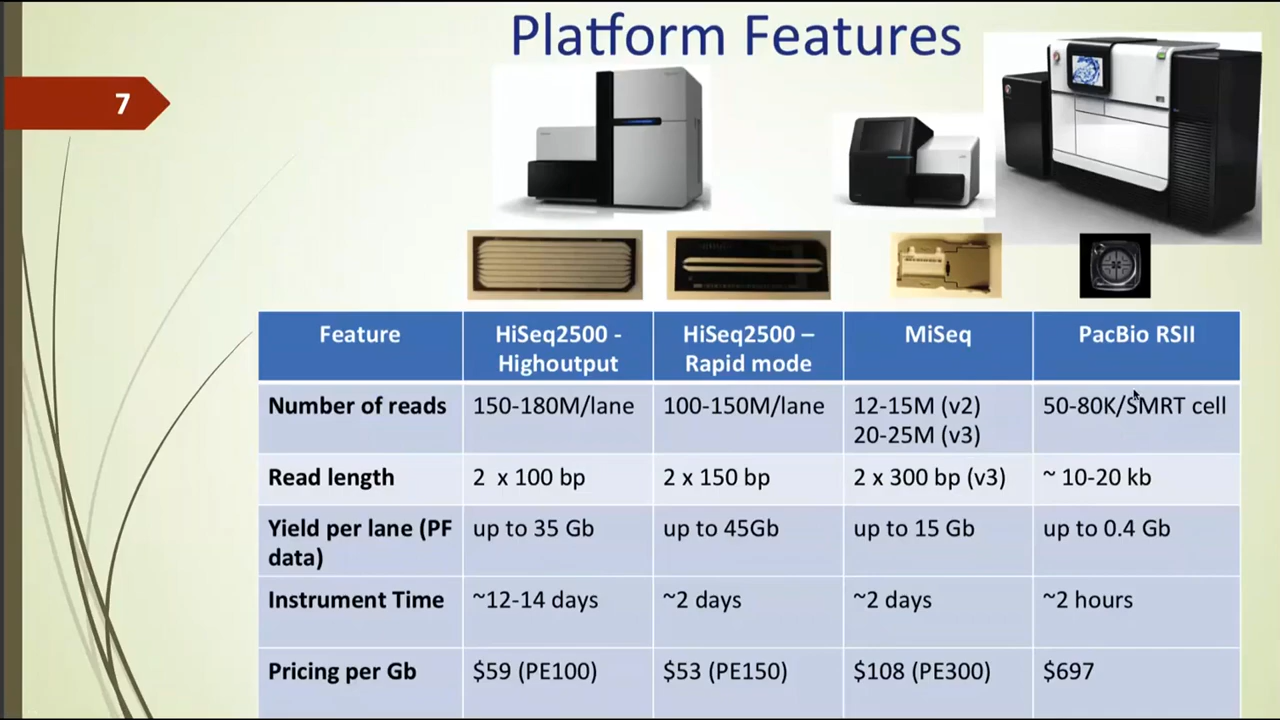 Platform Features
7
Feature
HiSeq2500 -
Highoutput
HiSeq2500 –
Rapid mode
MiSeq
PacBio RSII
Number of reads
150-180M/lane
100-150M/lane
12-15M (v2)
20-25M (v3)
50-80K/SMRT cell
Read length
2 x 100 bp
2 x 150 bp
2 x 300 bp (v3)
~ 10-20 kb
Yield per lane (PF
data)
up to 35 Gb
up to 45Gb
up to 15 Gb
up to 0.4 Gb
Instrument Time
~12-14 days
~2 days
~2 days
~2 hours
Pricing per Gb
$59 (PE100)
$53 (PE150)
$108 (PE300)
$697